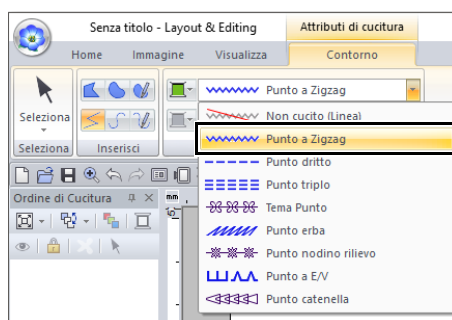 Senza titolo - Layout & Editing
Attributi di cucitura
Home Immagine Visualizza Contorno
Punto a Zigzag
Seleziona
Seleziona Inserisci
Non cucito (Linea)
Punto a Zigzag
Punto dritto
Punto triplo
Tema Punto
Punto erba
Punto nodino rilievo
Punto a E/V
Punto catenella
Ordine di Cucitura
mm